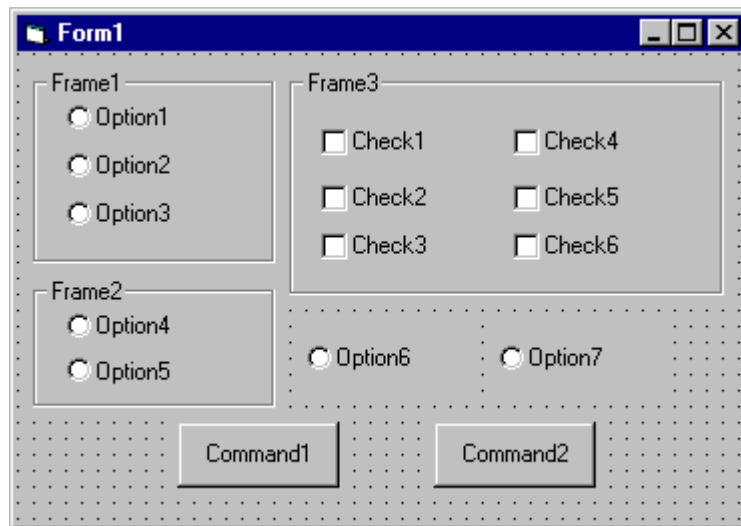 Form1
Frame1
Option1
Option2
Option3
Frame3
Check1
Check4
Check2
Check5
Check3
Check6
Frame2
Option4
Option5
Option6
Option7
Command1
Command2